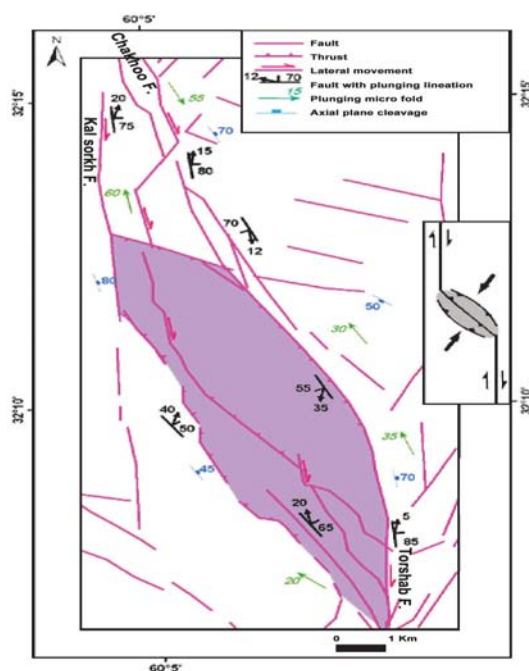 60°5'
N
Fault
Thrust
Lateral movement
12 70
Fault with plunging lineation
15
Plunging micro fold
Axial plane cleavage
32°15'
32°15'
Chakhoo F.
Kal sorkh F.
55
20
75
70
15
80
60
70
12
80
50
30
55
35
32°10'
32°10'
40
50
35
45
70
20
65
5
85
Torshab F.
20
0 1 Km
60°5'